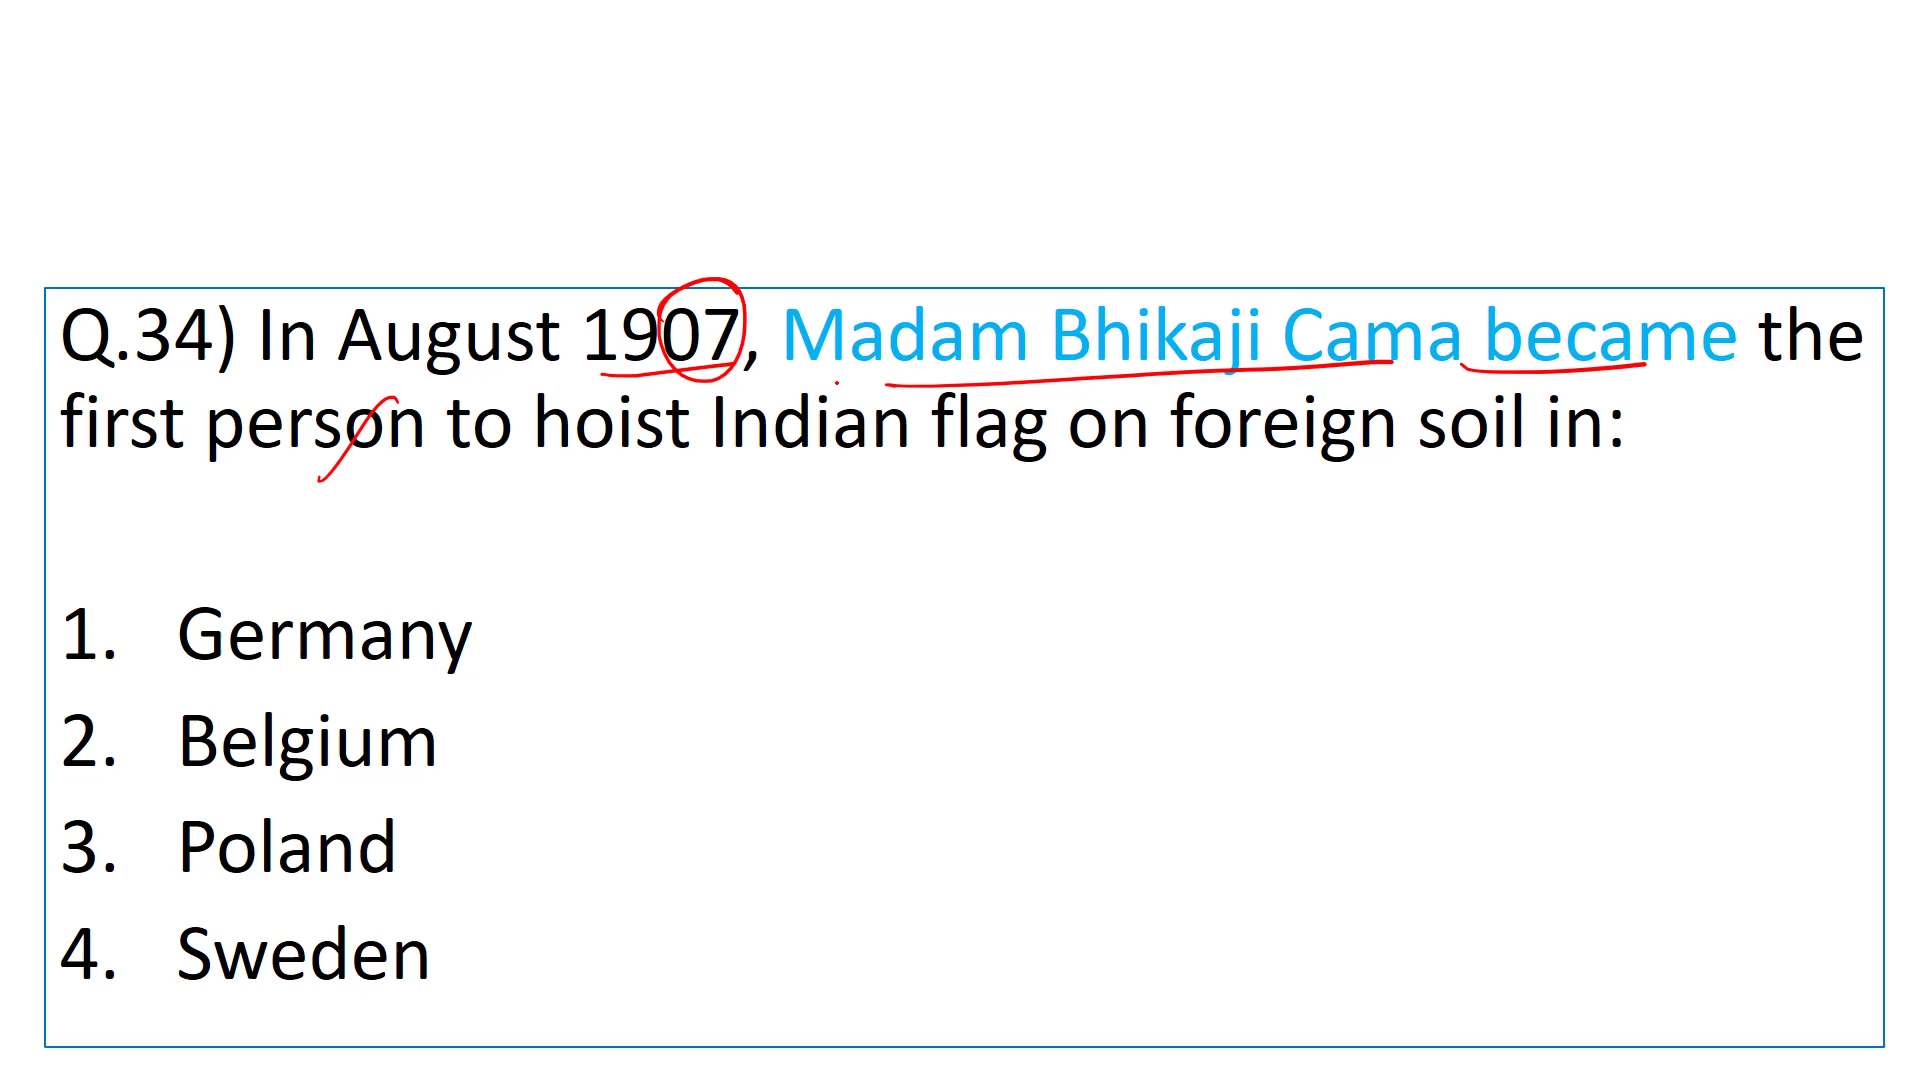 Q.34) In August 1907, Madam Bhikaji Cama became the
first person to hoist Indian flag on foreign soil in:
1. Germany
2. Belgium
3. Poland
4. Sweden